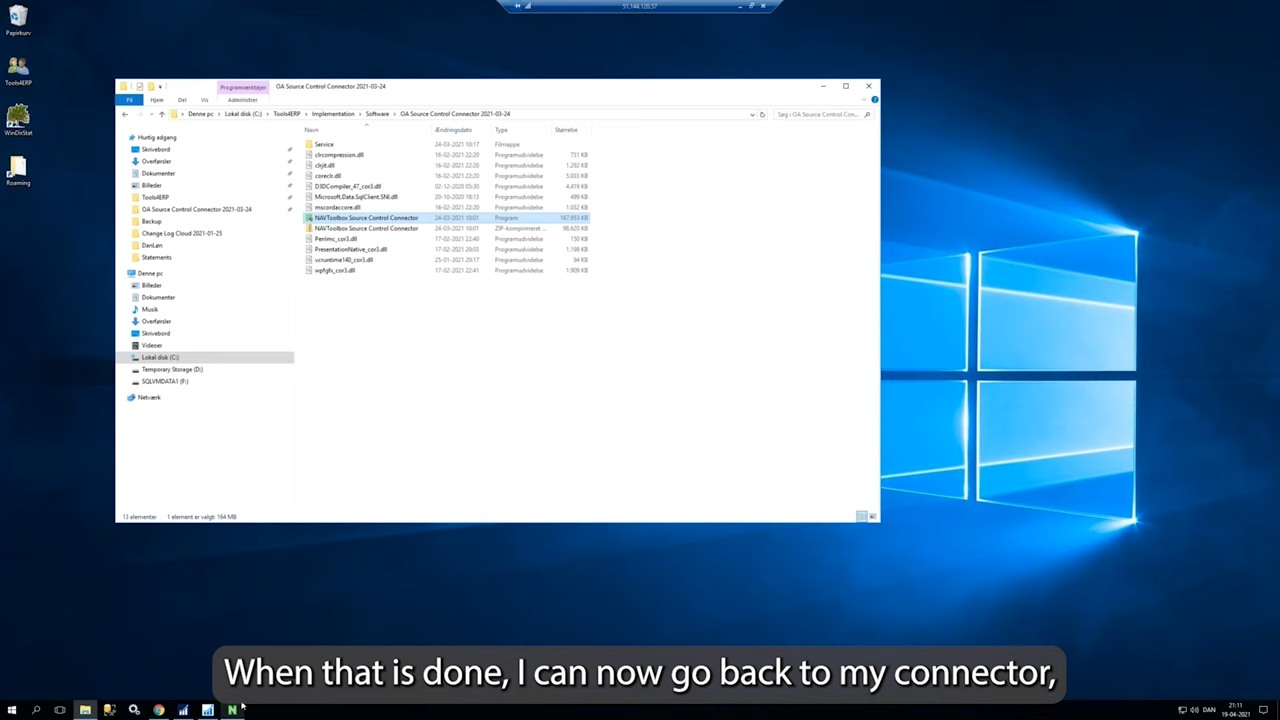 51.144.120.57
Papirkurv
Tools4ERP
WinDirStat
Roaming
Programværktøjer
OA Source Control Connector 2021-03-24
Fil Hjem Del Vis Administrer
Denne pc › Lokal disk (C:) › Tools4ERP › Implementation › Software › OA Source Control Connector 2021-03-24
Søg i OA Source Control Con...
Navn Ændringsdato Type Størrelse
Service 24-03-2021 10:17 Filmappe
clrcompression.dll 16-02-2021 22:20 Programudvidelse 731 KB
clrjit.dll 16-02-2021 22:20 Programudvidelse 1.292 KB
coreclr.dll 16-02-2021 22:20 Programudvidelse 5.033 KB
D3DCompiler_47_cor3.dll 02-12-2020 05:30 Programudvidelse 4.419 KB
Microsoft.Data.SqlClient.SNI.dll 20-10-2020 18:13 Programudvidelse 499 KB
mscordaccore.dll 16-02-2021 22:20 Programudvidelse 1.032 KB
NAVToolbox Source Control Connector 24-03-2021 10:01 Program 167.953 KB
NAVToolbox Source Control Connector 24-03-2021 10:01 ZIP-komprimeret ... 98.620 KB
PenImc_cor3.dll 17-02-2021 22:40 Programudvidelse 150 KB
PresentationNative_cor3.dll 17-02-2021 20:03 Programudvidelse 1.198 KB
vcruntime140_cor3.dll 25-01-2021 20:17 Programudvidelse 94 KB
wpfgfx_cor3.dll 17-02-2021 22:41 Programudvidelse 1.909 KB
Hurtig adgang
Skrivebord
Overførsler
Dokumenter
Billeder
Tools4ERP
OA Source Control Connector 2021-03-24
Backup
Change Log Cloud 2021-01-25
DanLøn
Statements
Denne pc
Billeder
Dokumenter
Musik
Overførsler
Skrivebord
Videoer
Lokal disk (C:)
Temporary Storage (D:)
SQLVMDATA1 (F:)
Netværk
13 elementer 1 element er valgt: 164 MB
When that is done, I can now go back to my connector,
DAN
21:11
19-04-2021